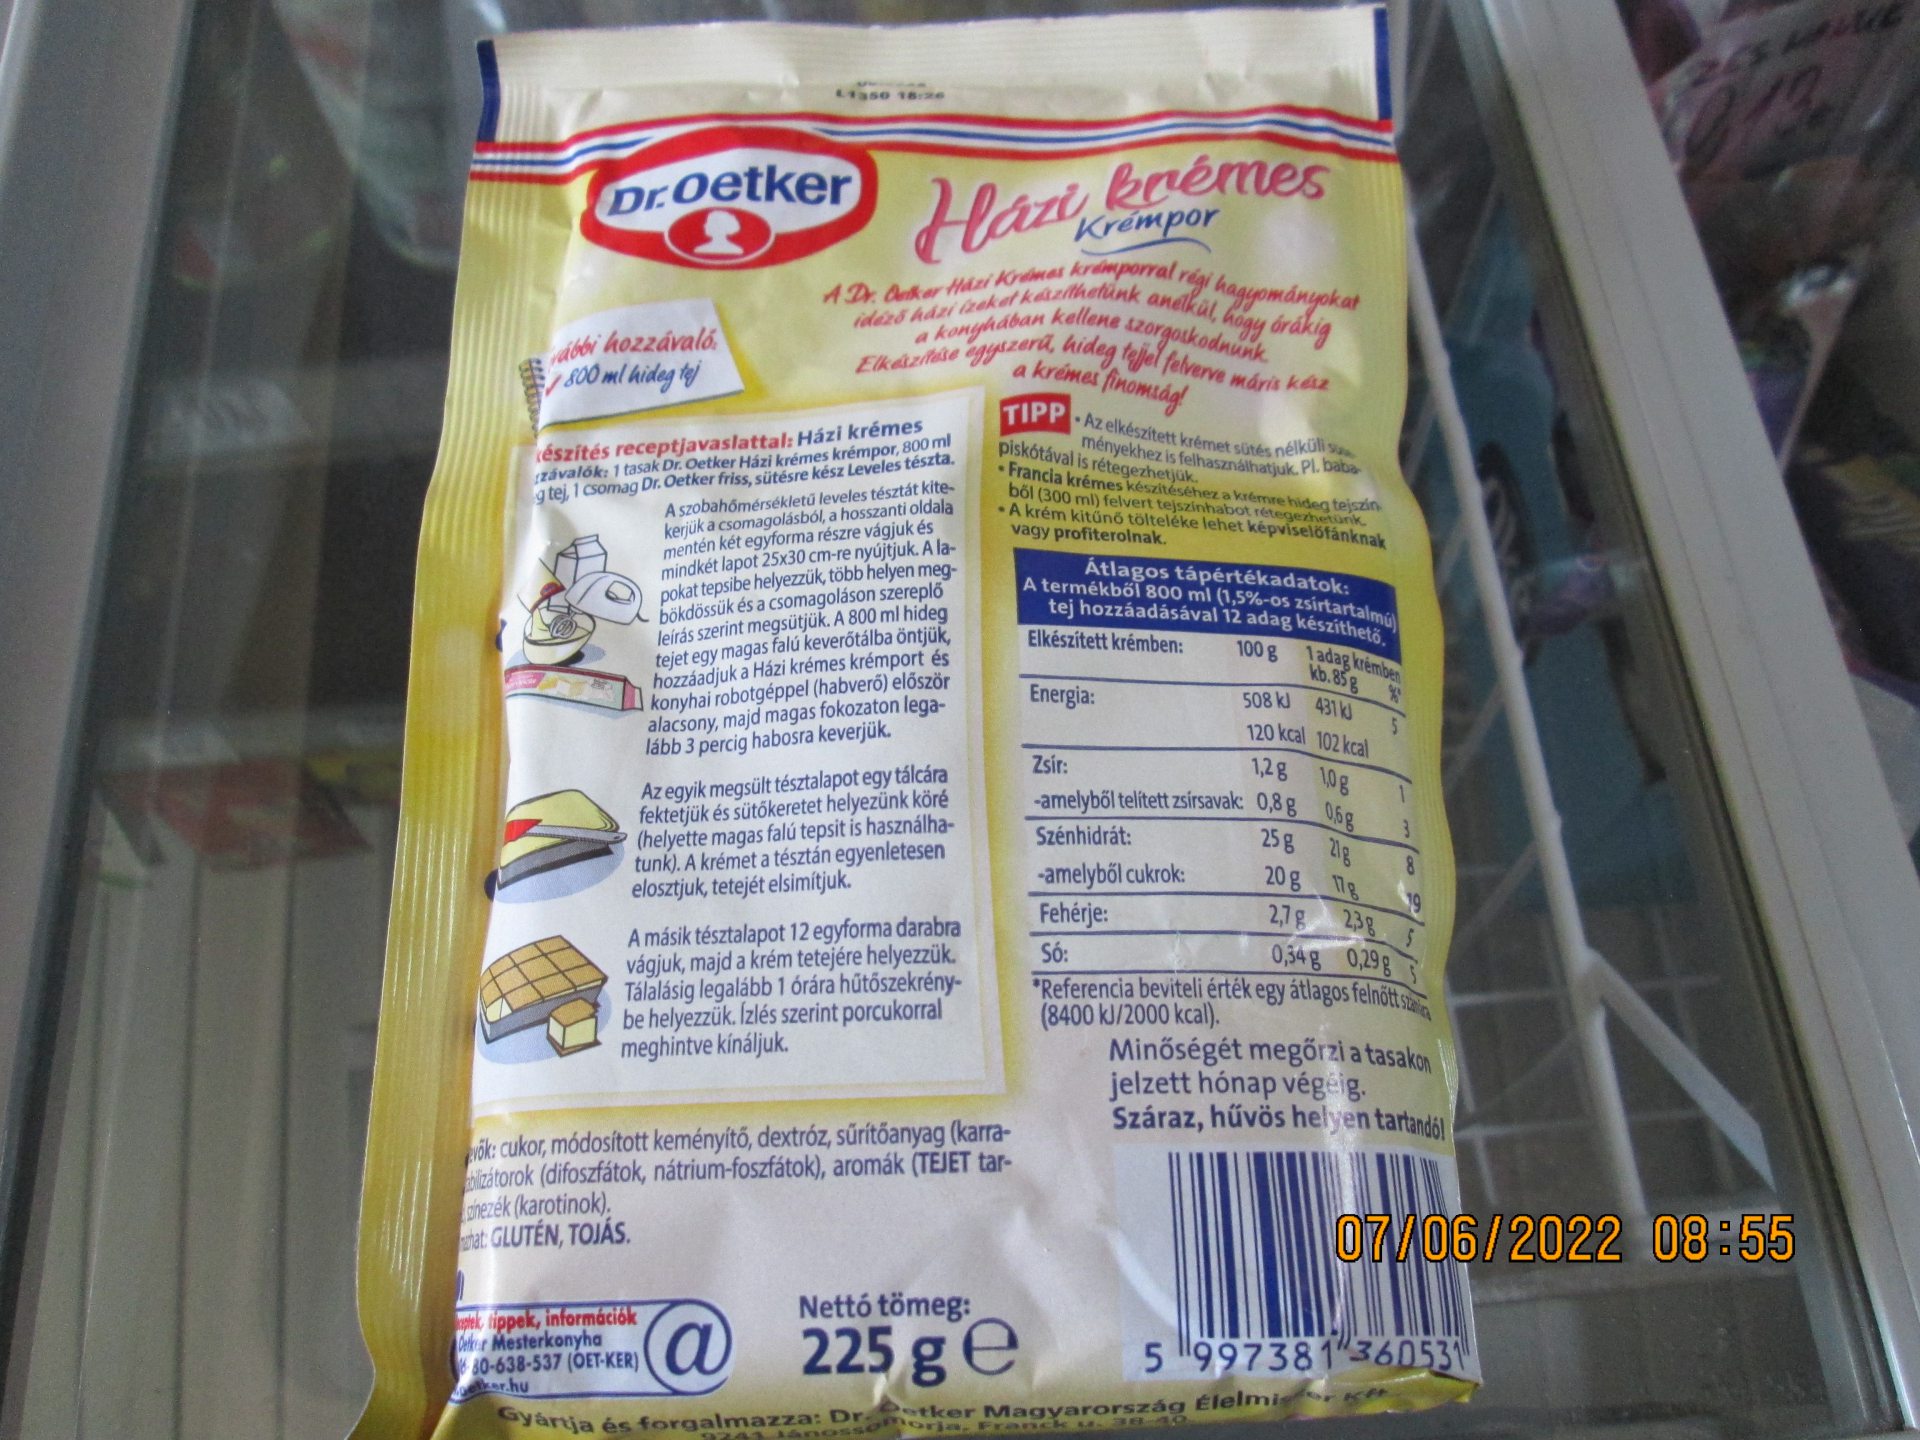 L1350 18:26
Dr.Oetker
Házi krémes
Krémpor
A Dr. Oetker Házi Krémes krémporral régi hagyományokat
idéző házi ízeket készíthetünk anélkül, hogy órákig
a konyhában kellene szorgoskodnunk.
Elkészítése egyszerű, hideg tejjel felverve máris kész
a krémes finomság!
hozzávaló:
800 ml hideg tej
készítés receptjavaslattal: Házi krémes
1 tasak Dr. Oetker Házi krémes krémpor, 800 ml
tej, 1 csomag Dr. Oetker friss, sütésre kész Leveles tészta.
A szobahőmérsékletű leveles tésztát kite-
kerjük a csomagolásból, a hosszanti oldala
mentén két egyforma részre vágjuk és
mindkét lapot 25x30 cm-re nyújtjuk. A la-
pokat tepsibe helyezzük, több helyen meg-
bökdössük és a csomagoláson szereplő
leírás szerint megsütjük. A 800 ml hideg
tejet egy magas falú keverőtálba öntjük,
hozzáadjuk a Házi krémes krémport és
konyhai robotgéppel (habverő) először
alacsony, majd magas fokozaton lega-
lább 3 percig habosra keverjük.
Az egyik megsült tésztalapot egy tálcára
fektetjük és sütőkeretet helyezünk köré
(helyette magas falú tepsit is használha-
tunk). A krémet a tésztán egyenletesen
elosztjuk, tetejét elsimítjuk.
A másik tésztalapot 12 egyforma darabra
vágjuk, majd a krém tetejére helyezzük.
Tálalásig legalább 1 órára hűtőszekrény-
be helyezzük. Ízlés szerint porcukorral
meghintve kínáljuk.
TIPP • Az elkészített krémet sütés nélküli
ményekhez is felhasználhatjuk. Pl. baba-
piskótával is rétegezhetjük.
• Francia krémes készítéséhez a krémre hideg tejszín-
ből (300 ml) felvert tejszínhabot rétegezhetünk.
• A krém kitűnő tölteléke lehet képviselőfánknak
vagy profiterolnak.
Átlagos tápértékadatok:
A termékből 800 ml (1,5%-os zsírtartalmú)
tej hozzáadásával 12 adag készíthető.
Elkészített krémben: 100 g 1 adag krémben
kb. 85 g %*
Energia: 508 kJ 431 kJ 5
120 kcal 102 kcal
Zsír: 1,2 g 1,0 g 1
-amelyből telített zsírsavak: 0,8 g 0,6 g 3
Szénhidrát: 25 g 21 g 8
-amelyből cukrok: 20 g 17 g 19
Fehérje: 2,7 g 2,3 g 5
Só: 0,34 g 0,29 g 5
*Referencia beviteli érték egy átlagos felnőtt számára
(8400 kJ/2000 kcal).
Minőségét megőrzi a tasakon
jelzett hónap végéig.
Száraz, hűvös helyen tartandó!
cukor, módosított keményítő, dextróz, sűrítőanyag (karra-
(difoszfátok, nátrium-foszfátok), aromák (TEJET tar-
színezék (karotinok).
GLUTÉN, TOJÁS.
tippek, információk
Oetker Mesterkonyha
80-638-537 (OET-KER)
oetker.hu
@
Nettó tömeg:
225 g e
5 997381 360531
Gyártja és forgalmazza: Dr. Oetker Magyarország Élelmiszer Kft.
Franck u. 38-40.
07/06/2022 08:55